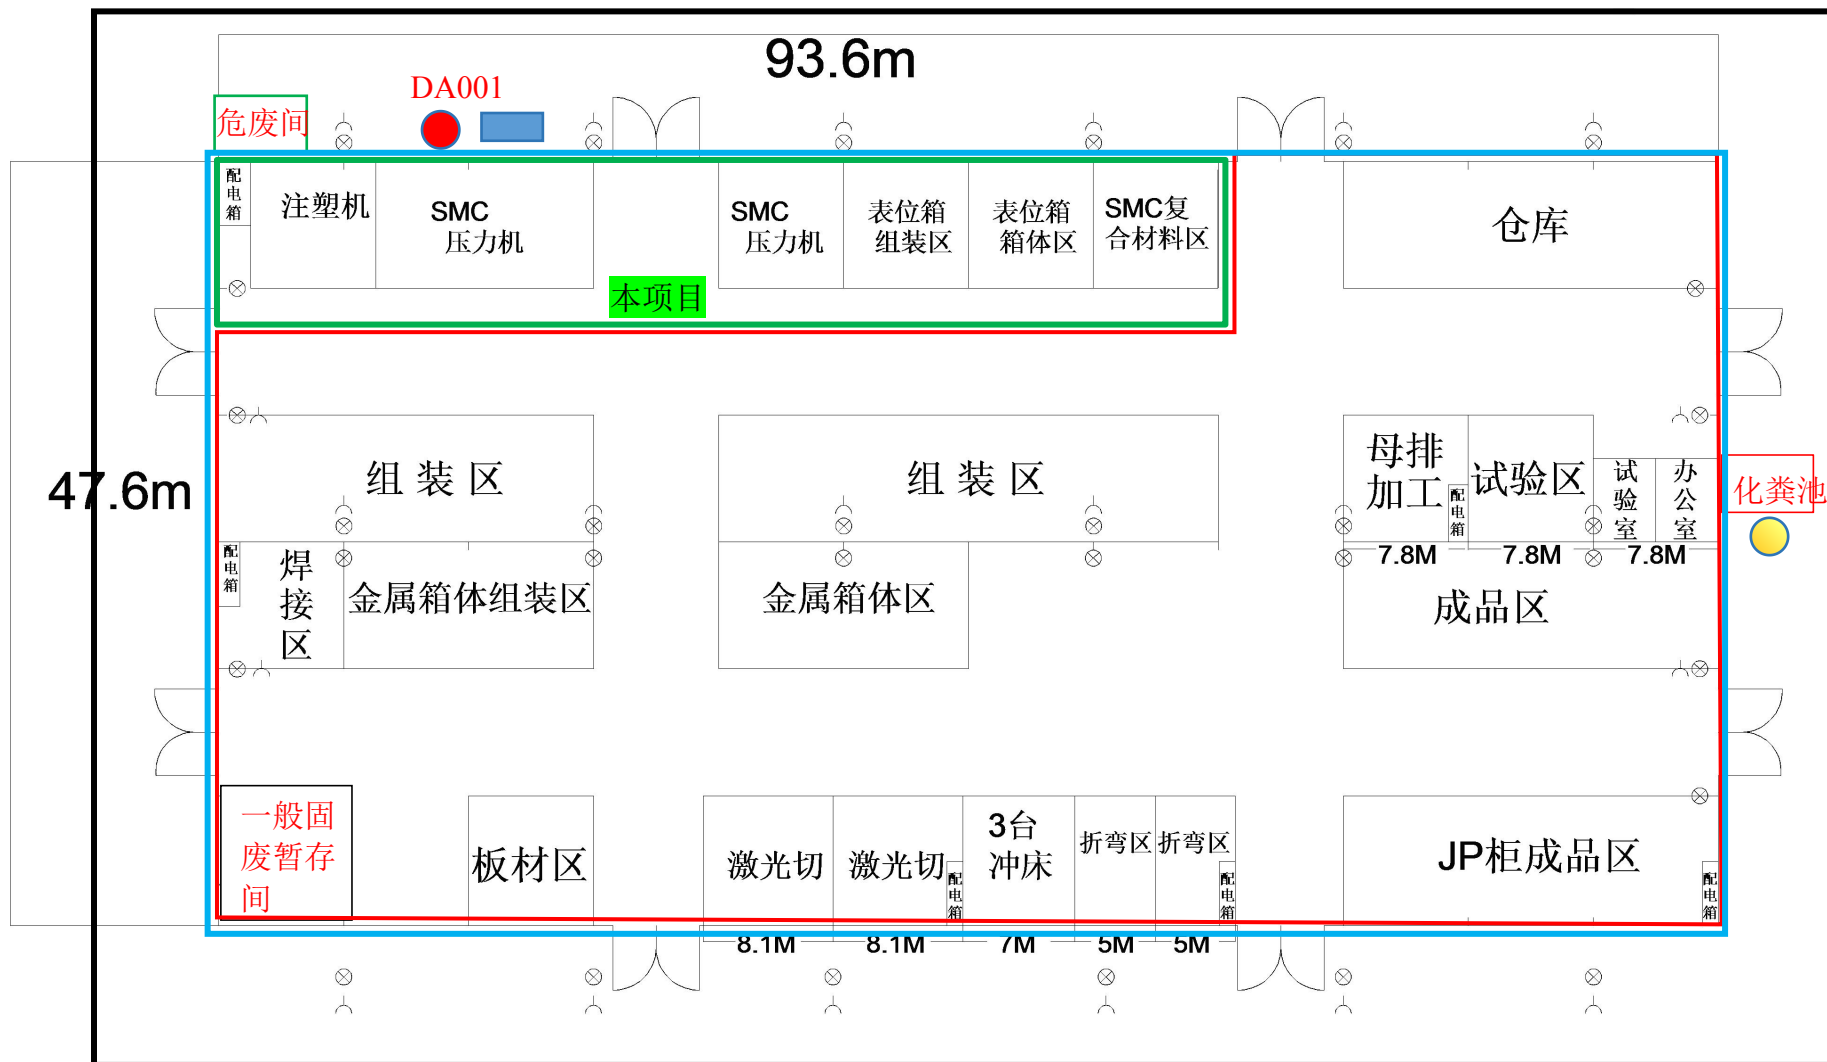 93.6m
DA001
危废间
配
电
箱
注塑机
SMC
压力机
SMC
压力机
表位箱
组装区
表位箱
箱体区
SMC复
合材料区
仓库
本项目
47.6m
组 装 区
组 装 区
母排
加工
配
电
箱
试验区
试
验
室
办
公
室
化粪池
7.8M
7.8M
7.8M
配
电
箱
焊
接
区
金属箱体组装区
金属箱体区
成品区
一般固
废暂存
间
板材区
激光切
激光切
配
电
箱
3台
冲床
折弯区
折弯区
配
电
箱
JP柜成品区
配
电
箱
8.1M
8.1M
7M
5M
5M